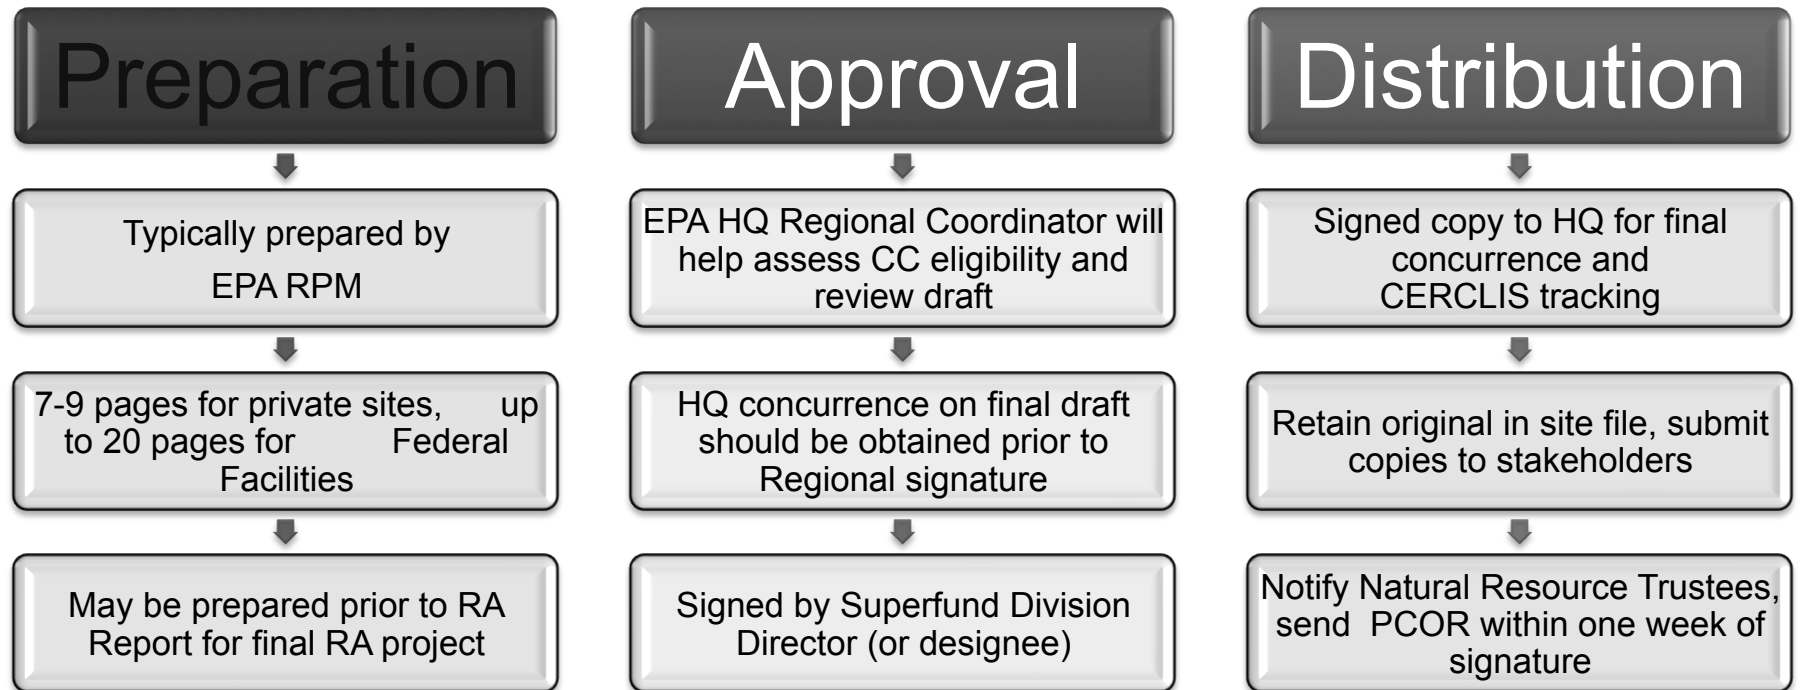 Preparation
Typically prepared by
EPA RPM
7-9 pages for private sites, up
to 20 pages for Federal
Facilities
May be prepared prior to RA
Report for final RA project
Approval
EPA HQ Regional Coordinator will
help assess CC eligibility and
review draft
HQ concurrence on final draft
should be obtained prior to
Regional signature
Signed by Superfund Division
Director (or designee)
Distribution
Signed copy to HQ for final
concurrence and
CERCLIS tracking
Retain original in site file, submit
copies to stakeholders
Notify Natural Resource Trustees,
send PCOR within one week of
signature